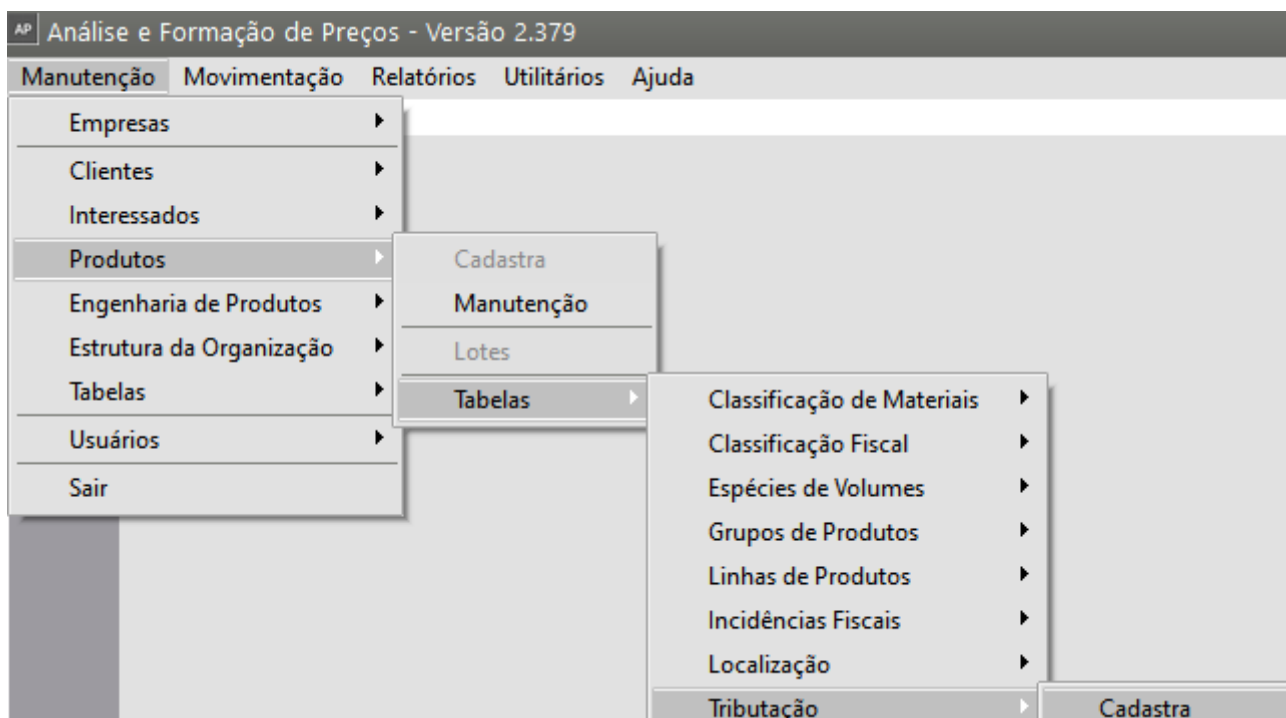 AP Análise e Formação de Preços - Versão 2.379
Manutenção Movimentação Relatórios Utilitários Ajuda
Empresas
Clientes
Interessados
Produtos
Engenharia de Produtos
Estrutura da Organização
Tabelas
Usuários
Sair
Cadastra
Manutenção
Lotes
Tabelas
Classificação de Materiais
Classificação Fiscal
Espécies de Volumes
Grupos de Produtos
Linhas de Produtos
Incidências Fiscais
Localização
Tributação
Cadastra